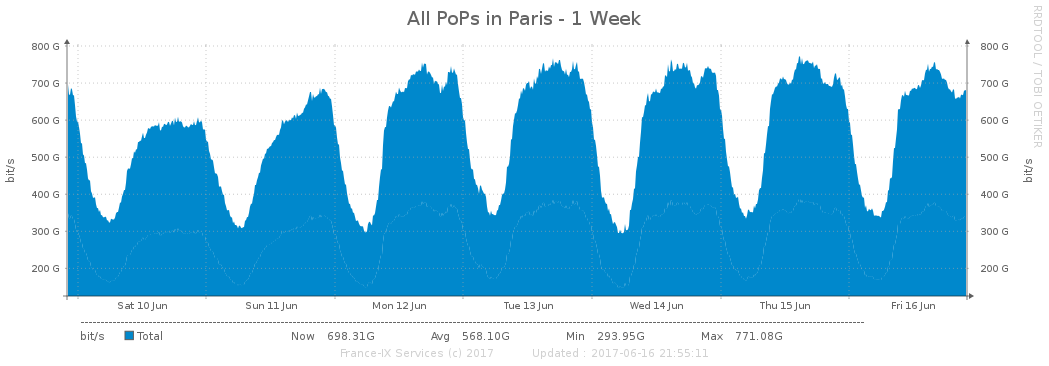 All PoPs in Paris - 1 Week
RRDTOOL / TOBI OETIKER
bit/s
bit/s
800 G 800 G
700 G 700 G
600 G 600 G
500 G 500 G
400 G 400 G
300 G 300 G
200 G 200 G
Sat 10 Jun Sun 11 Jun Mon 12 Jun Tue 13 Jun Wed 14 Jun Thu 15 Jun Fri 16 Jun
bit/s Total Now 698.31G Avg 568.10G Min 293.95G Max 771.08G
France-IX Services (c) 2017 Updated : 2017-06-16 21:55:11